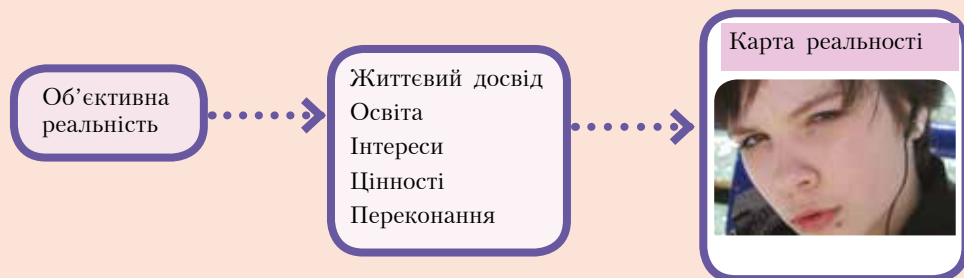 Об’єктивна
реальність
Життєвий досвід
Освіта
Інтереси
Цінності
Переконання
Карта реальності